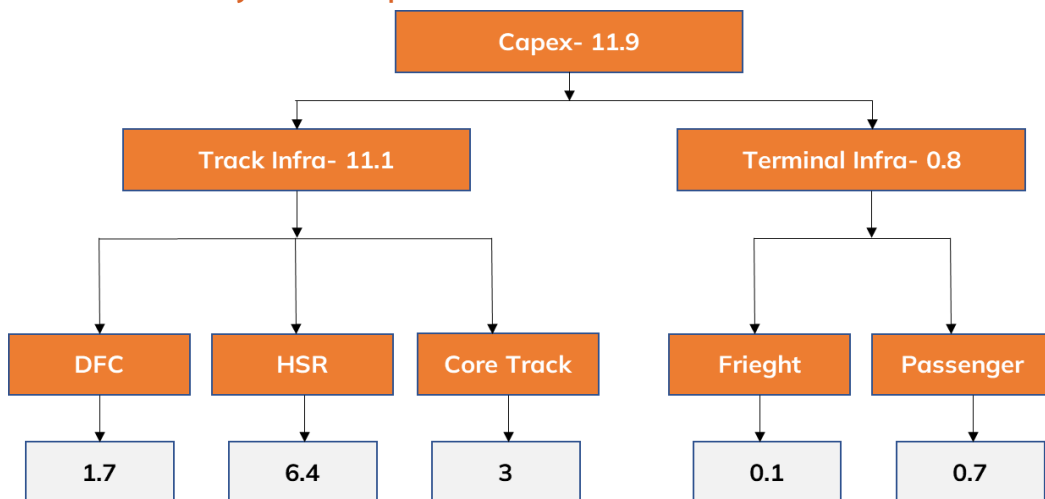 Capex- 11.9
Track Infra- 11.1
Terminal Infra- 0.8
DFC
HSR
Core Track
Frieght
Passenger
1.7
6.4
3
0.1
0.7